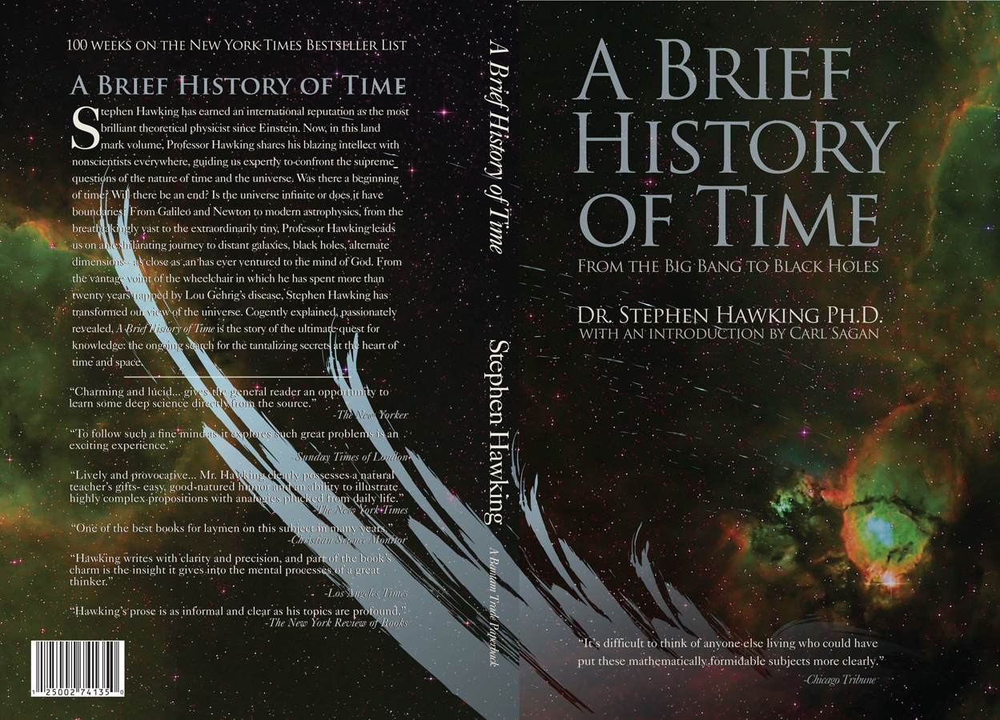 100 WEEKS ON THE NEW YORK TIMES BESTSELLER LIST
A BRIEF HISTORY OF TIME
Stephen Hawking has earned an international reputation as the most
brilliant theoretical physicist since Einstein. Now, in this land
mark volume, Professor Hawking shares his blazing intellect with
nonscientists everywhere, guiding us expertly to confront the supreme
questions of the nature of time and the universe. Was there a beginning
of time? Will there be an end? Is the universe infinite or does it have
boundaries? From Galileo and Newton to modern astrophysics, from the
breathtakingly vast to the extraordinarily tiny, Professor Hawking leads
us on an exhilarating journey to distant galaxies, black holes, alternate
dimensions- as close as an has ever ventured to the mind of God. From
the vantage voint of the wheelchair in which he has spent more than
twenty years rapped by Lou Gehrig's disease, Stephen Hawking has
transformed our view of the universe. Cogently explained, passionately
revealed, A Brief History of Time is the story of the ultimate quest for
knowledge: the ongoing search for the tantalizing secrets at the heart of
time and space.
“Charming and lucid... gives the general reader an opportunity to
learn some deep science directly from the source.”
-The New Yorker
“To follow such a fine mind as it explores such great problems is an
exciting experience.”
-Sunday Times of London
“Lively and provocative... Mr. Hawking clearly possesses a natural
teacher's gifts- easy, good-natured humor and an ability to illustrate
highly complex propositions with analogies plucked from daily life.”
-The New York Times
“One of the best books for laymen on this subject in many years.”
-Christian Science Monitor
“Hawking writes with clarity and precision, and part of the book's
charm is the insight it gives into the mental processes of a great
thinker.”
-Los Angeles Times
“Hawking's prose is as informal and clear as his topics are profound.”
-The New York Review of Books
1 25002 74135 0
A Brief History of Time
Stephen Hawking
A Bantam Trade Paperback
A BRIEF
HISTORY
OF TIME
FROM THE BIG BANG TO BLACK HOLES
DR. STEPHEN HAWKING PH.D.
WITH AN INTRODUCTION BY CARL SAGAN
“It's difficult to think of anyone else living who could have
put these mathematically formidable subjects more clearly.”
-Chicago Tribune